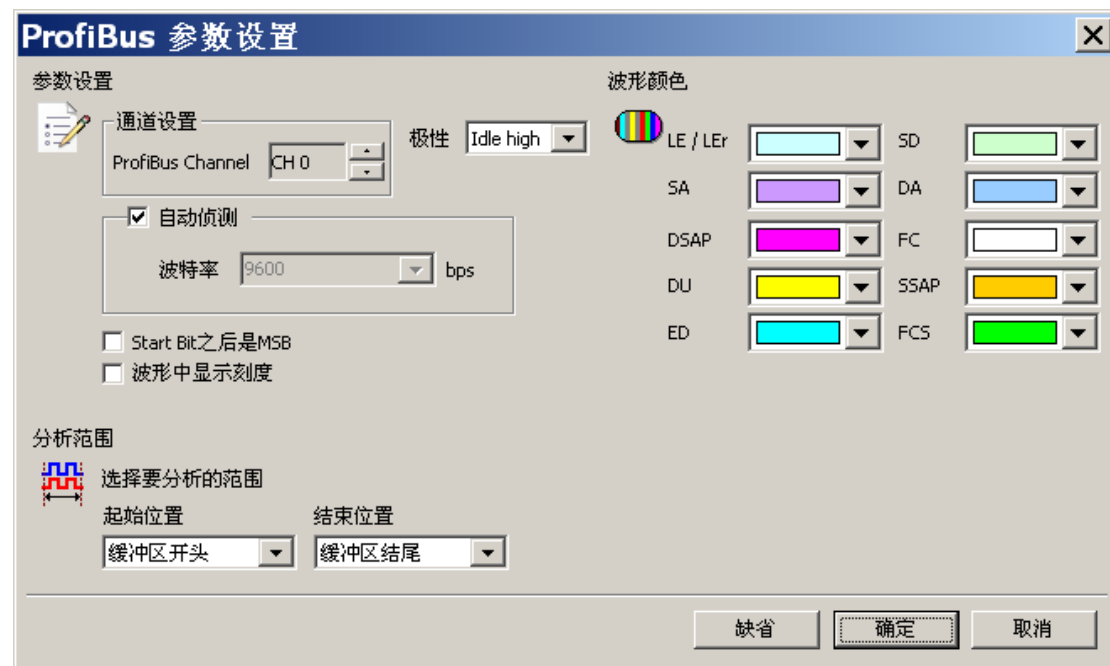 ProfiBus 参数设置
参数设置
通道设置
ProfiBus Channel CH 0
极性 Idle high
自动侦测
波特率 9600 bps
Start Bit之后是MSB
波形中显示刻度
波形颜色
LE / LEr SD
SA DA
DSAP FC
DU SSAP
ED FCS
分析范围
选择要分析的范围
起始位置 结束位置
缓冲区开头 缓冲区结尾
缺省 确定 取消